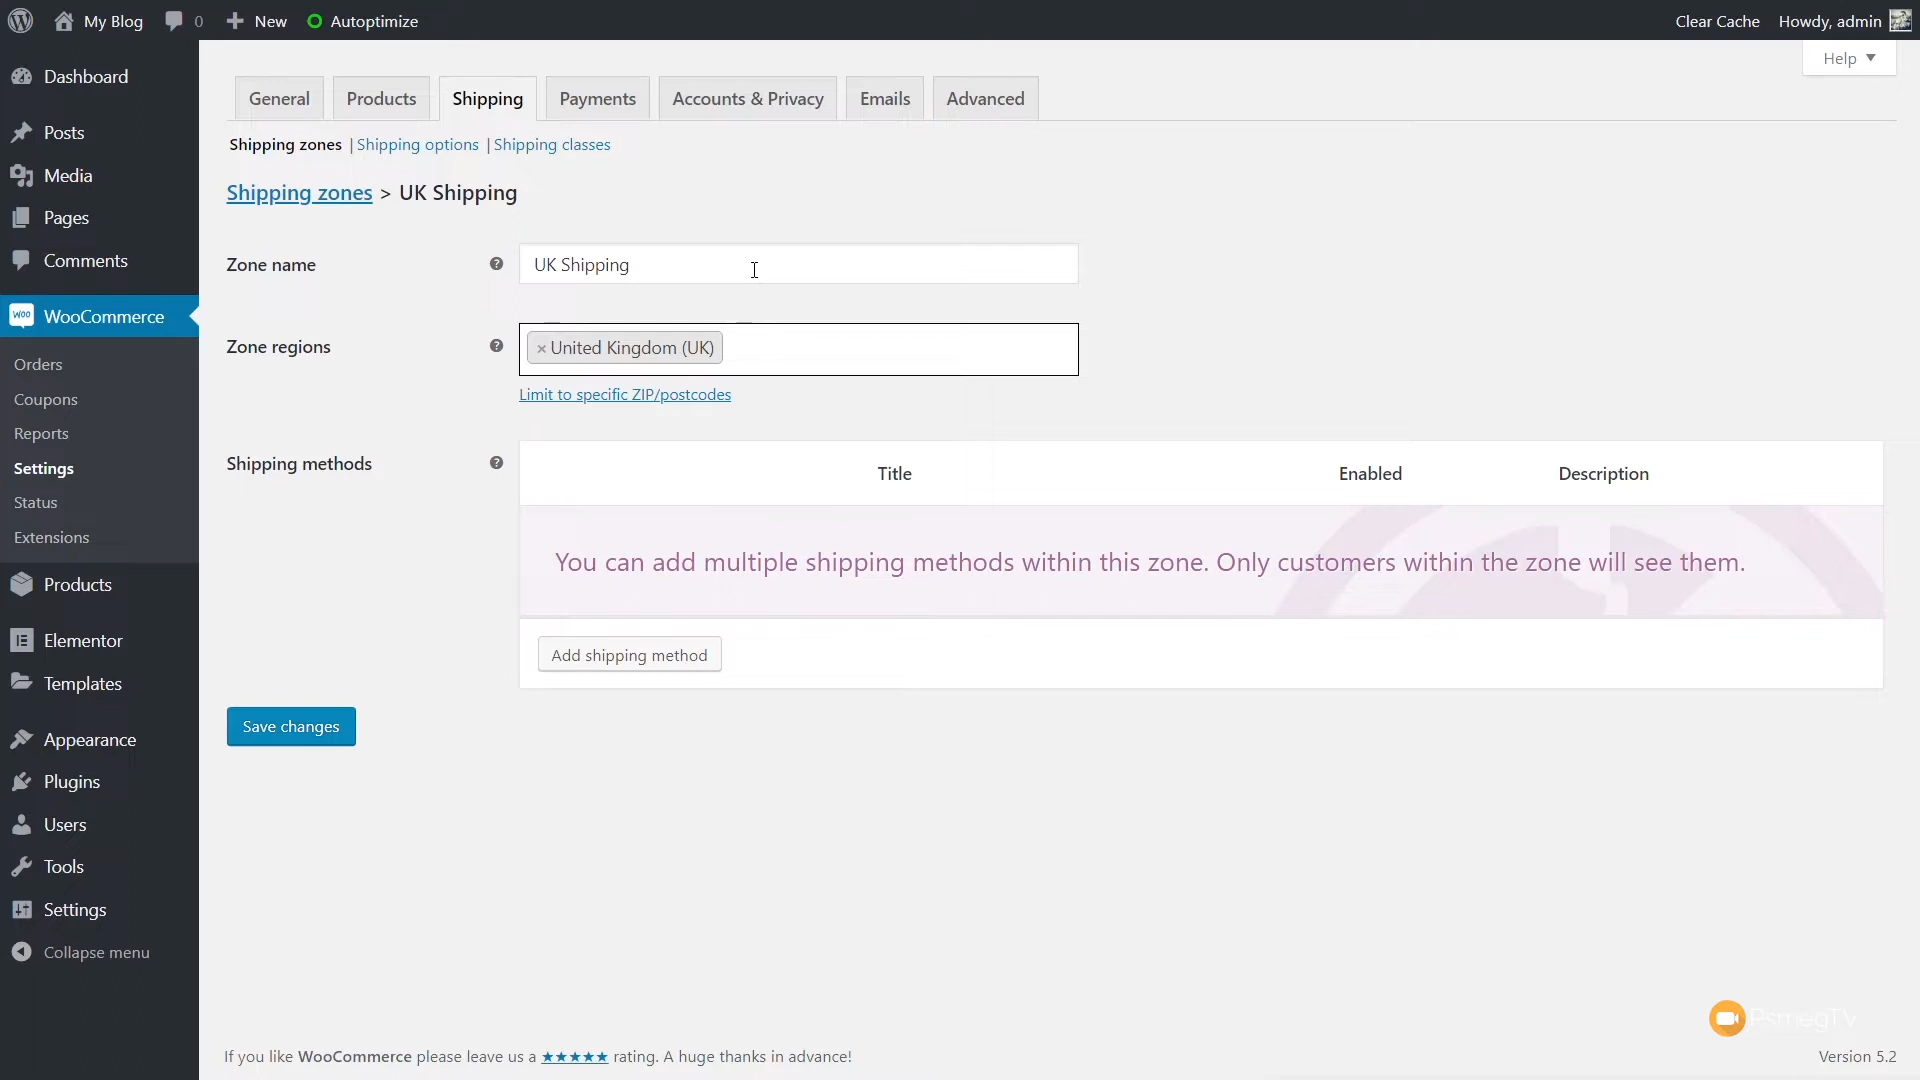 My Blog 0 New Autoptimize Clear Cache Howdy, admin
Help
Dashboard
Posts
Media
Pages
Comments
WooCommerce
Orders
Coupons
Reports
Settings
Status
Extensions
Products
Elementor
Templates
Appearance
Plugins
Users
Tools
Settings
Collapse menu
General Products Shipping Payments Accounts & Privacy Emails Advanced
Shipping zones | Shipping options | Shipping classes
Shipping zones > UK Shipping
Zone name UK Shipping
Zone regions × United Kingdom (UK)
Limit to specific ZIP/postcodes
Shipping methods Title Enabled Description
You can add multiple shipping methods within this zone. Only customers within the zone will see them.
Add shipping method
Save changes
PsmegTV
If you like WooCommerce please leave us a ★★★★★ rating. A huge thanks in advance! Version 5.2